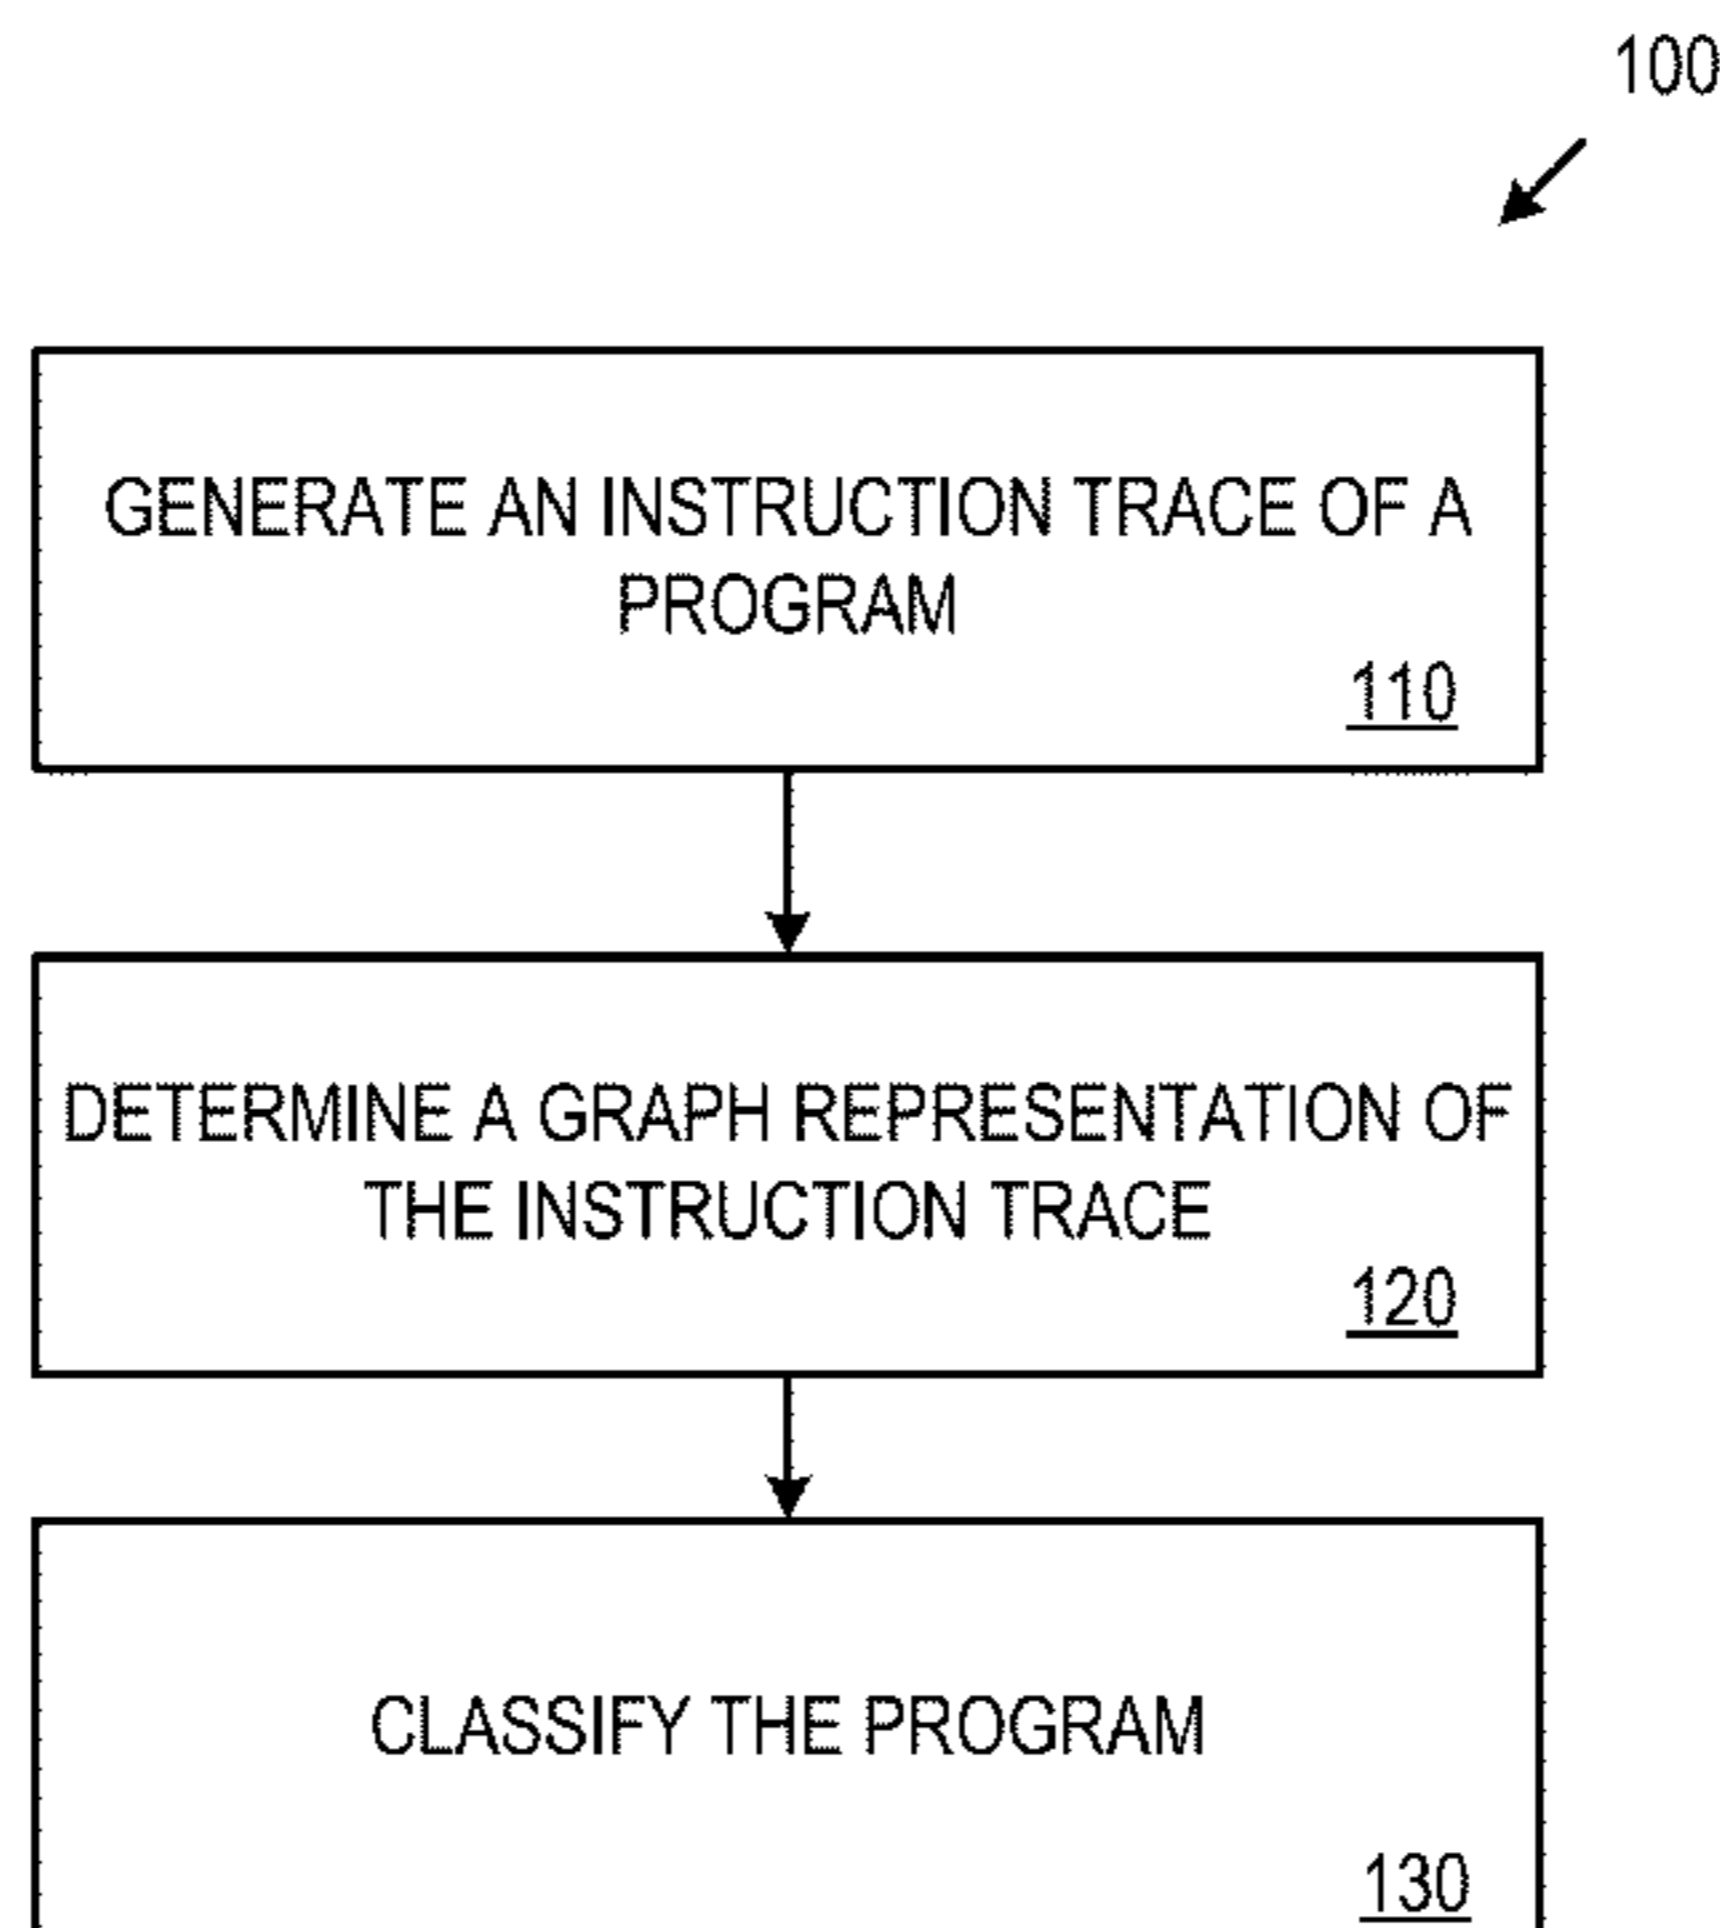 100
GENERATE AN INSTRUCTION TRACE OF A
PROGRAM
110
DETERMINE A GRAPH REPRESENTATION OF
THE INSTRUCTION TRACE
120
CLASSIFY THE PROGRAM
130